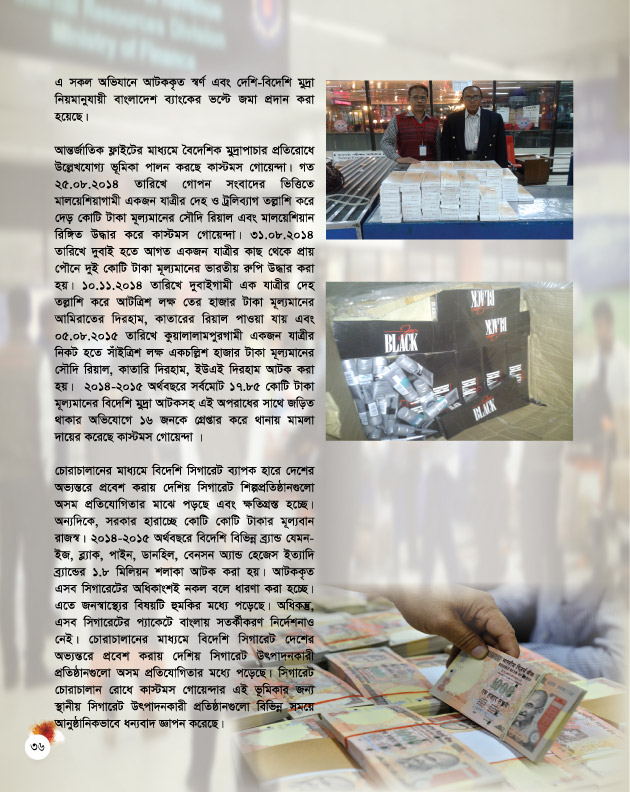 এ সকল অভিযানে আটককৃত স্বর্ণ এবং দেশি-বিদেশি মুদ্রা
নিয়মানুযায়ী বাংলাদেশ ব্যাংকের ভল্টে জমা প্রদান করা
হয়েছে।
আন্তর্জাতিক ফ্লাইটের মাধ্যমে বৈদেশিক মুদ্রাপাচার প্রতিরোধে
উল্লেখযোগ্য ভূমিকা পালন করছে কাস্টমস গোয়েন্দা। গত
২৫.০৮.২০১৪ তারিখে গোপন সংবাদের ভিত্তিতে
মালয়েশিয়াগামী একজন যাত্রীর দেহ ও ট্রলিব্যাগ তল্লাশি করে
দেড় কোটি টাকা মূল্যমানের সৌদি রিয়াল এবং মালয়েশিয়ান
রিঙ্গিত উদ্ধার করে কাস্টমস গোয়েন্দা। ৩১.০৮.২০১৪
তারিখে দুবাই হতে আগত একজন যাত্রীর কাছ থেকে প্রায়
পৌনে দুই কোটি টাকা মূল্যমানের ভারতীয় রুপি উদ্ধার করা
হয়। ১০.১১.২০১৪ তারিখে দুবাইগামী এক যাত্রীর দেহ
তল্লাশি করে আটত্রিশ লক্ষ তের হাজার টাকা মূল্যমানের
আমিরাতের দিরহাম, কাতারের রিয়াল পাওয়া যায় এবং
০৫.০৮.২০১৫ তারিখে কুয়ালালামপুরগামী একজন যাত্রীর
নিকট হতে সাঁইত্রিশ লক্ষ একচল্লিশ হাজার টাকা মূল্যমানের
সৌদি রিয়াল, কাতারি দিরহাম, ইউএই দিরহাম আটক করা
হয়। ২০১৪-২০১৫ অর্থবছরে সর্বমোট ১৭.৮৫ কোটি টাকা
মূল্যমানের বিদেশি মুদ্রা আটকসহ এই অপরাধের সাথে জড়িত
থাকার অভিযোগে ১৬ জনকে গ্রেপ্তার করে থানায় মামলা
দায়ের করেছে কাস্টমস গোয়েন্দা ।
চোরাচালানের মাধ্যমে বিদেশি সিগারেট ব্যাপক হারে দেশের
অভ্যন্তরে প্রবেশ করায় দেশিয় সিগারেট শিল্পপ্রতিষ্ঠানগুলো
অসম প্রতিযোগিতার মাঝে পড়ছে এবং ক্ষতিগ্রস্ত হচ্ছে।
অন্যদিকে, সরকার হারাচ্ছে কোটি কোটি টাকার মূল্যবান
রাজস্ব। ২০১৪-২০১৫ অর্থবছরে বিদেশি বিভিন্ন ব্র্যান্ড যেমন-
ইজ, ব্ল্যাক, পাইন, ডানহিল, বেনসন অ্যান্ড হেজেস ইত্যাদি
ব্র্যান্ডের ১.৮ মিলিয়ন শলাকা আটক করা হয়। আটককৃত
এসব সিগারেটের অধিকাংশই নকল বলে ধারণা করা হচ্ছে।
এতে জনস্বাস্থ্যের বিষয়টি হুমকির মধ্যে পড়েছে। অধিকন্তু,
এসব সিগারেটের প্যাকেটে বাংলায় সতর্কীকরণ নির্দেশনাও
নেই। চোরাচালানের মাধ্যমে বিদেশি সিগারেট দেশের
অভ্যন্তরে প্রবেশ করায় দেশিয় সিগারেট উৎপাদনকারী
প্রতিষ্ঠানগুলো অসম প্রতিযোগিতার মধ্যে পড়েছে। সিগারেট
চোরাচালান রোধে কাস্টমস গোয়েন্দার এই ভূমিকার জন্য
স্থানীয় সিগারেট উৎপাদনকারী প্রতিষ্ঠানগুলো বিভিন্ন সময়ে
আনুষ্ঠানিকভাবে ধন্যবাদ জ্ঞাপন করেছে।
৩৬
BLACK
BLACK
BLACK
BLACK
1000